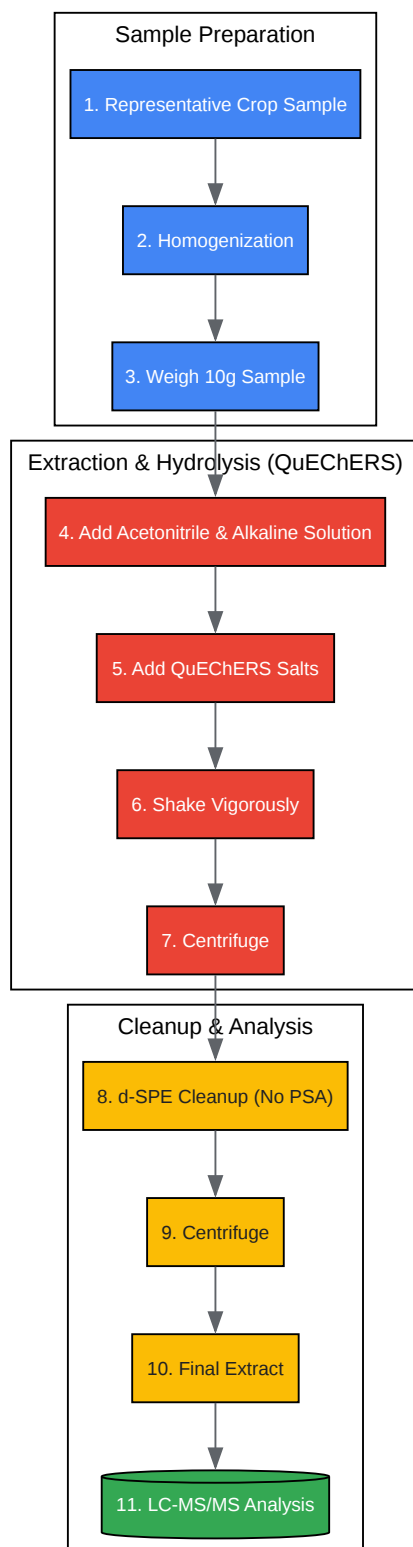 Sample Preparation
1. Representative Crop Sample
2. Homogenization
3. Weigh 10g Sample
Extraction & Hydrolysis (QuEChERS)
4. Add Acetonitrile & Alkaline Solution
5. Add QuEChERS Salts
6. Shake Vigorously
7. Centrifuge
Cleanup & Analysis
8. d-SPE Cleanup (No PSA)
9. Centrifuge
10. Final Extract
11. LC-MS/MS Analysis